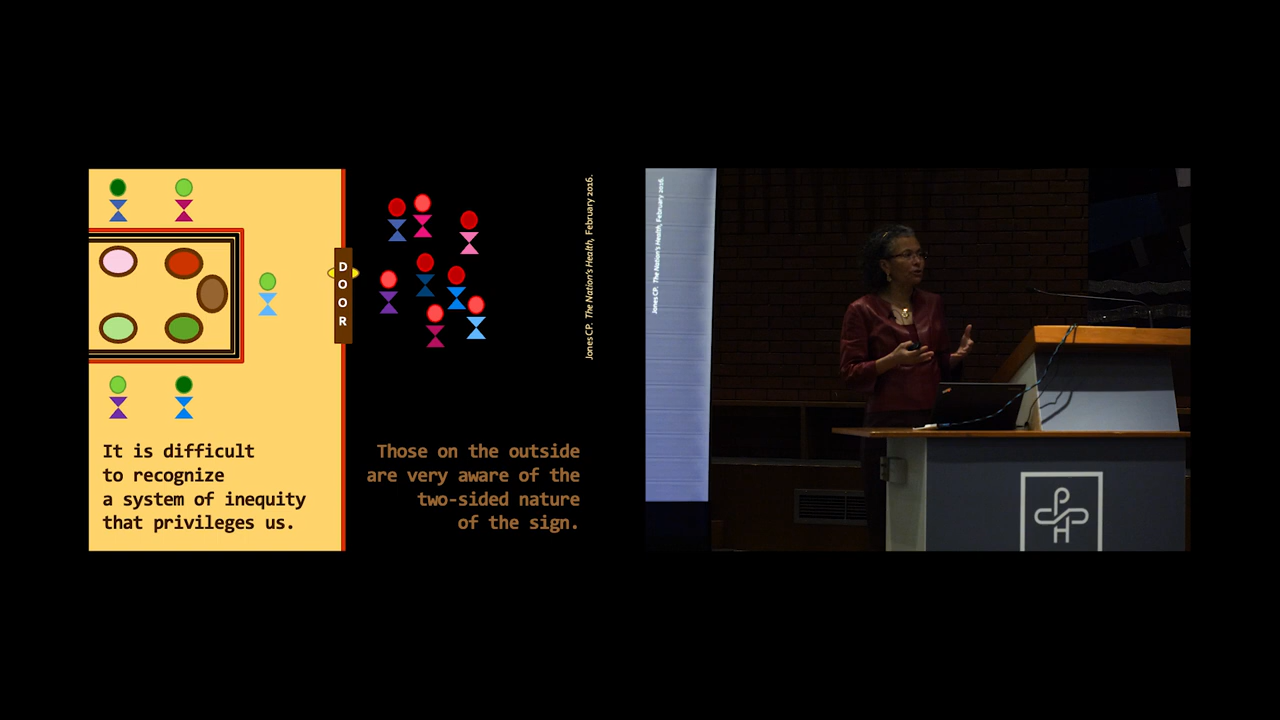 D
O
O
R
It is difficult
to recognize
a system of inequity
that privileges us.
Those on the outside
are very aware of the
two-sided nature
of the sign.
Jones CP. The Nation's Health, February 2016.
Jones CP. The Nation's Health, February 2016.
P
H